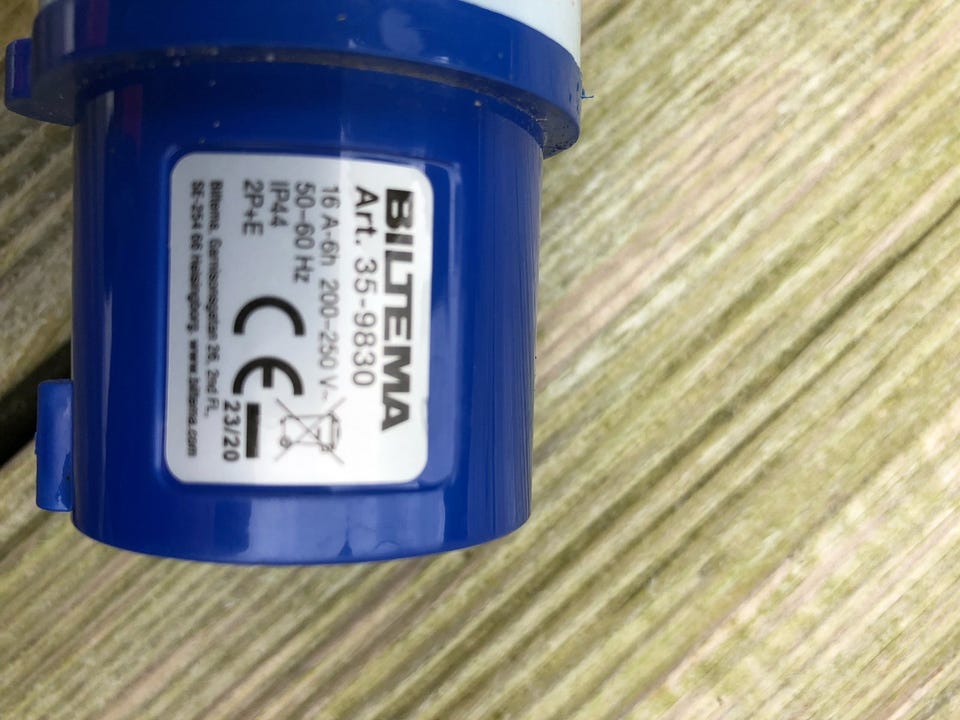 BILTEMA
Art. 35-9830
16 A-6h 200–250 V~
50–60 Hz
IP44
2P+E
CE
23/20
Biltema, Garnisonsgatan 26, 2nd FL,
SE-254 66 Helsingborg, www.biltema.com